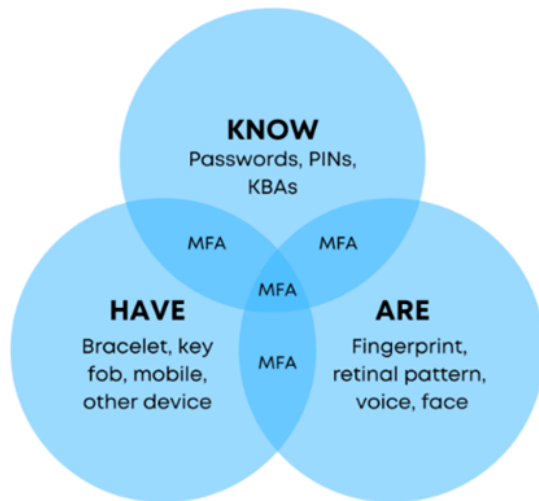 KNOW
Passwords, PINs,
KBAs
MFA
MFA
MFA
HAVE
Bracelet, key
fob, mobile,
other device
MFA
ARE
Fingerprint,
retinal pattern,
voice, face